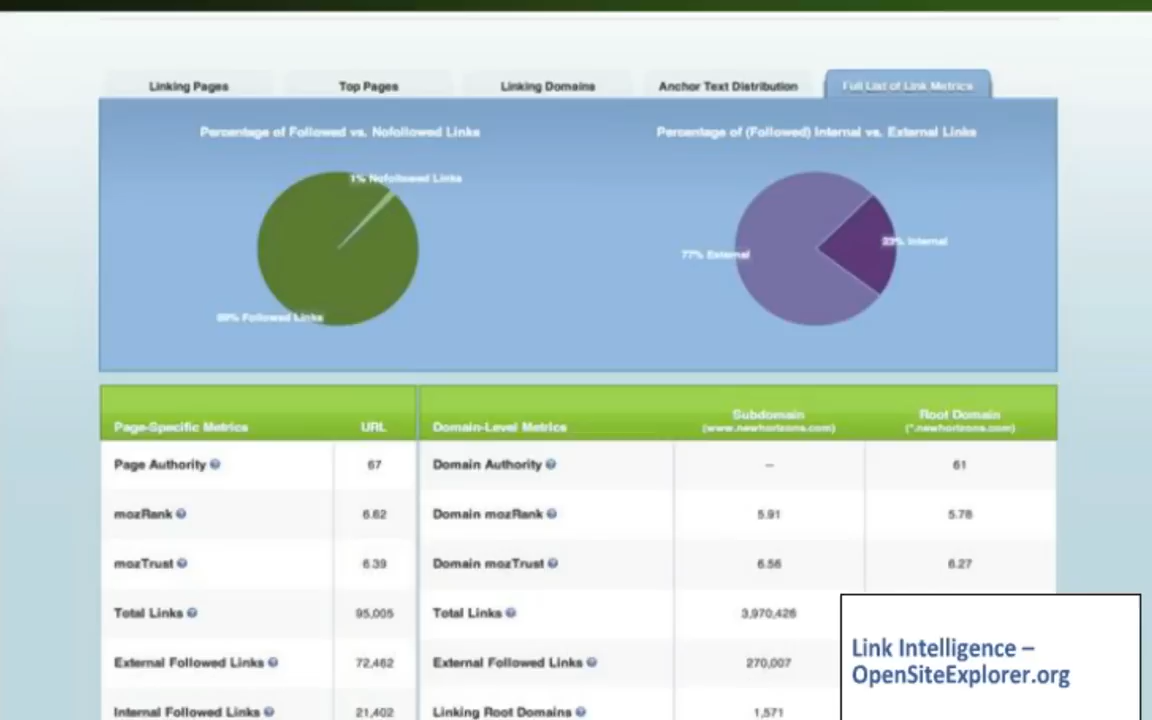 Linking Pages
Top Pages
Linking Domains
Anchor Text Distribution
Full List of Link Metrics
Percentage of Followed vs. Nofollowed Links
Percentage of (Followed) Internal vs. External Links
1% Nofollowed Links
Followed Links
77% External
Internal
Page-Specific Metrics URL
Domain-Level Metrics
Subdomain
(www.newhorizons.com)
Root Domain
(*.newhorizons.com)
Page Authority 67 Domain Authority -- 61
mozRank 6.62 Domain mozRank 5.91 5.78
mozTrust 6.39 Domain mozTrust 6.56 6.27
Total Links 95,005 Total Links 3,970,426
External Followed Links 72,462 External Followed Links 270,007
Internal Followed Links 21,402 Linking Root Domains 1,571
Link Intelligence –
OpenSiteExplorer.org